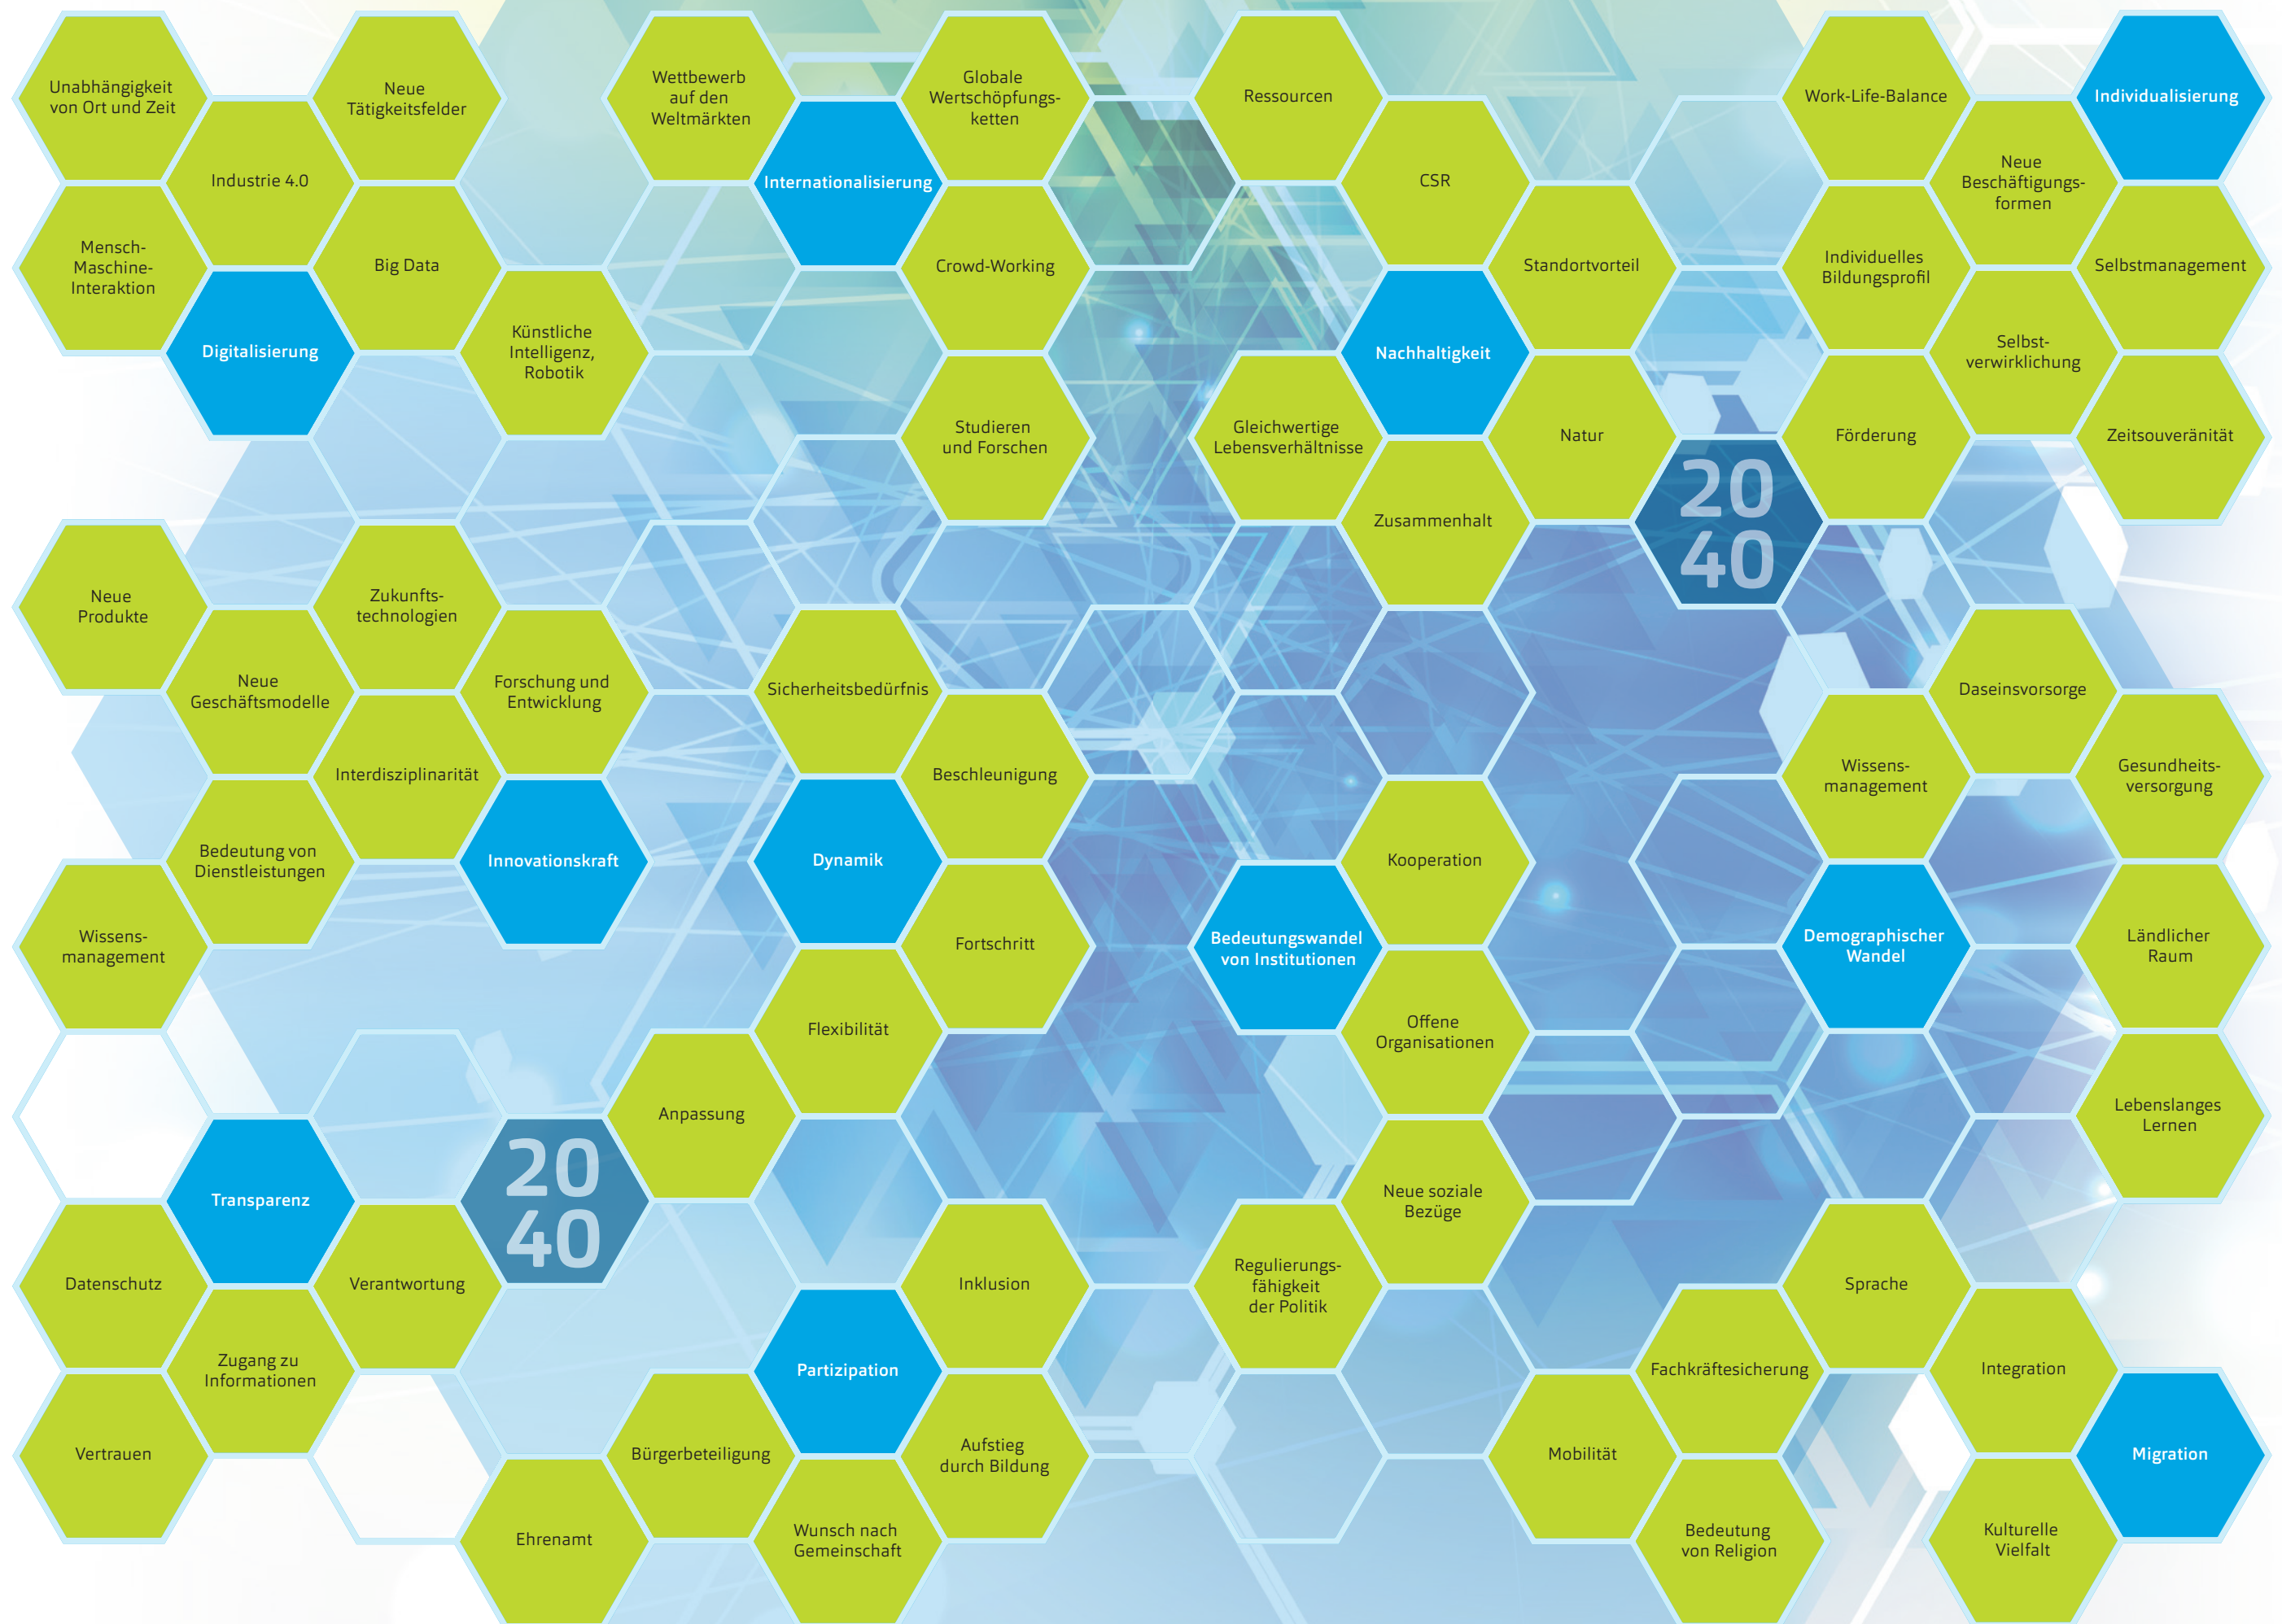 Unabhängigkeit
von Ort und Zeit
Neue
Tätigkeitsfelder
Industrie 4.0
Mensch-
Maschine-
Interaktion
Big Data
Digitalisierung
Künstliche
Intelligenz,
Robotik
Wettbewerb
auf den
Weltmärkten
Globale
Wertschöpfungs-
ketten
Internationalisierung
Crowd-Working
Studieren
und Forschen
Ressourcen
CSR
Standortvorteil
Nachhaltigkeit
Gleichwertige
Lebensverhältnisse
Natur
Zusammenhalt
Work-Life-Balance
Individualisierung
Neue
Beschäftigungs-
formen
Individuelles
Bildungsprofil
Selbstmanagement
Selbst-
verwirklichung
Förderung
Zeitsouveränität
20
40
Neue
Produkte
Zukunfts-
technologien
Neue
Geschäftsmodelle
Forschung und
Entwicklung
Interdisziplinarität
Bedeutung von
Dienstleistungen
Innovationskraft
Wissens-
management
Sicherheitsbedürfnis
Beschleunigung
Dynamik
Fortschritt
Flexibilität
Anpassung
Kooperation
Bedeutungswandel
von Institutionen
Offene
Organisationen
Neue soziale
Bezüge
Regulierungs-
fähigkeit
der Politik
Daseinsvorsorge
Wissens-
management
Gesundheits-
versorgung
Demographischer
Wandel
Ländlicher
Raum
Lebenslanges
Lernen
Transparenz
20
40
Datenschutz
Verantwortung
Zugang zu
Informationen
Vertrauen
Inklusion
Partizipation
Bürgerbeteiligung
Aufstieg
durch Bildung
Ehrenamt
Wunsch nach
Gemeinschaft
Sprache
Fachkräftesicherung
Integration
Mobilität
Migration
Bedeutung
von Religion
Kulturelle
Vielfalt